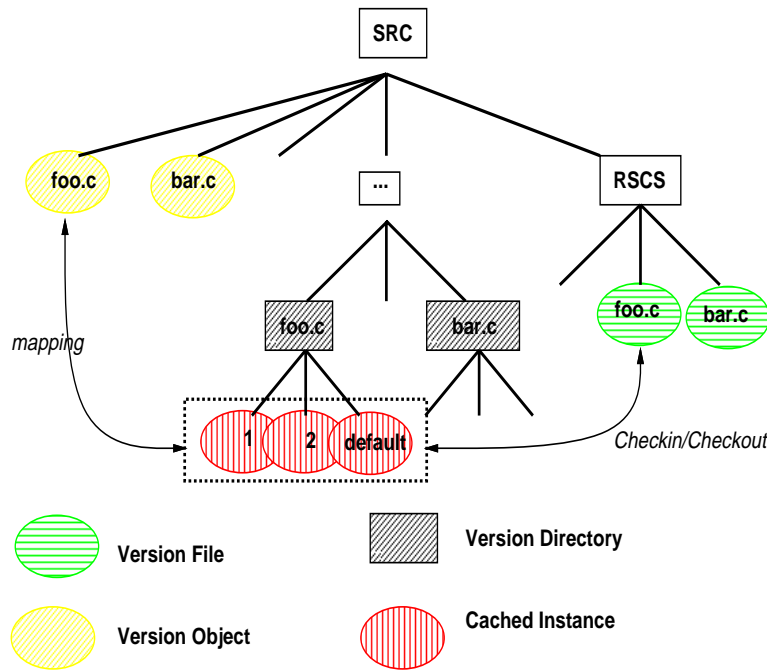 SRC
foo.c
bar.c
...
RSCS
foo.c
bar.c
foo.c
bar.c
mapping
1
2
default
Checkin/Checkout
Version File
Version Directory
Version Object
Cached Instance